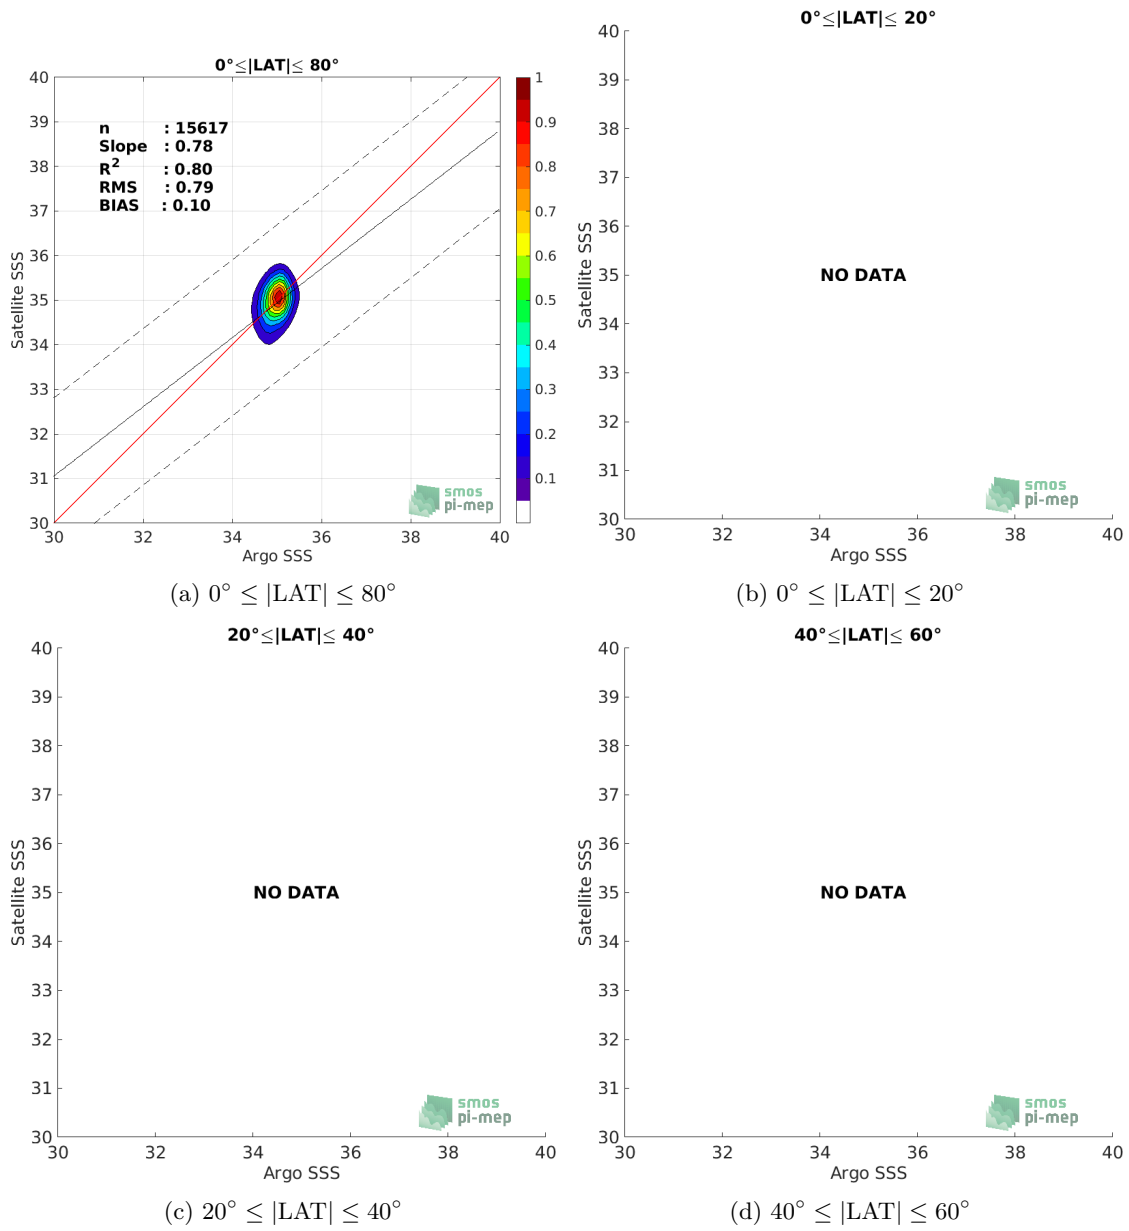 0°≤|LAT|≤ 80°
40
39
38
37
36
35
34
33
32
31
30
30
32
34
36
38
40
Satellite SSS
Argo SSS
n : 15617
Slope : 0.78
R² : 0.80
RMS : 0.79
BIAS : 0.10
1
0.9
0.8
0.7
0.6
0.5
0.4
0.3
0.2
0.1
smos
pi-mep
(a) 0° ≤ |LAT| ≤ 80°
0°≤|LAT|≤ 20°
40
39
38
37
36
35
34
33
32
31
30
30
32
34
36
38
40
Satellite SSS
Argo SSS
NO DATA
smos
pi-mep
(b) 0° ≤ |LAT| ≤ 20°
20°≤|LAT|≤ 40°
40
39
38
37
36
35
34
33
32
31
30
30
32
34
36
38
40
Satellite SSS
Argo SSS
NO DATA
smos
pi-mep
(c) 20° ≤ |LAT| ≤ 40°
40°≤|LAT|≤ 60°
40
39
38
37
36
35
34
33
32
31
30
30
32
34
36
38
40
Satellite SSS
Argo SSS
NO DATA
smos
pi-mep
(d) 40° ≤ |LAT| ≤ 60°